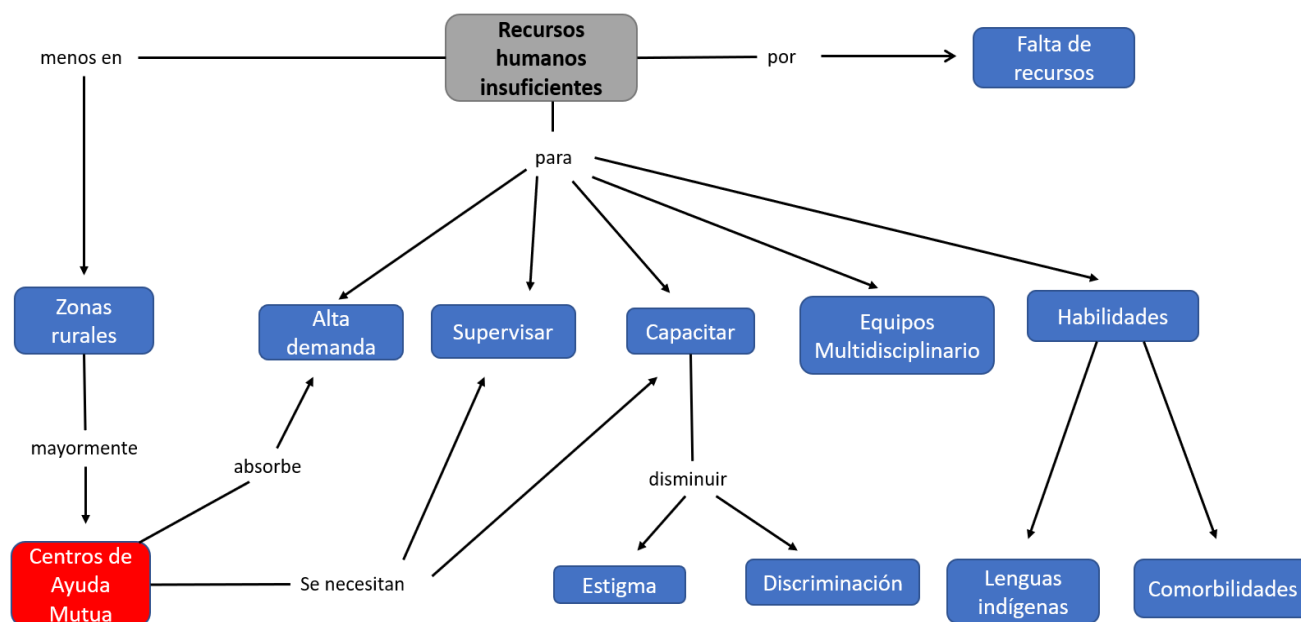 Recursos
humanos
insuficientes
menos en
por
Falta de
recursos
para
Zonas
rurales
Alta
demanda
Supervisar
Capacitar
Equipos
Multidisciplinario
Habilidades
mayormente
absorbe
disminuir
Centros de
Ayuda
Mutua
Se necesitan
Estigma
Discriminación
Lenguas
indígenas
Comorbilidades